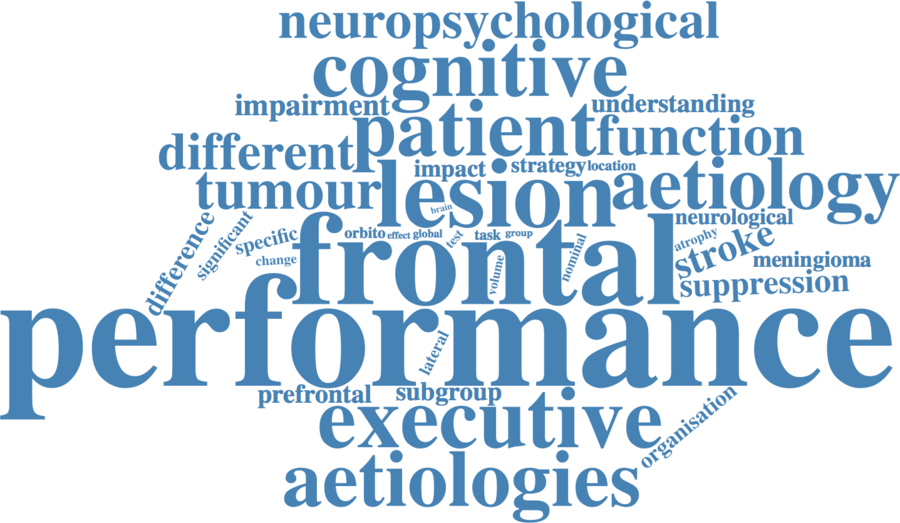 neuropsychological
cognitive
impairment
understanding
patient
function
different
impact
strategy
location
tumour
lesion
aetiology
brain
neurological
difference
significant
specific
orbito
effect
global
test
task
group
frontal
atrophy
stroke
change
volume
nominal
meningioma
suppression
performance
lateral
prefrontal
subgroup
executive
organisation
aetiologies